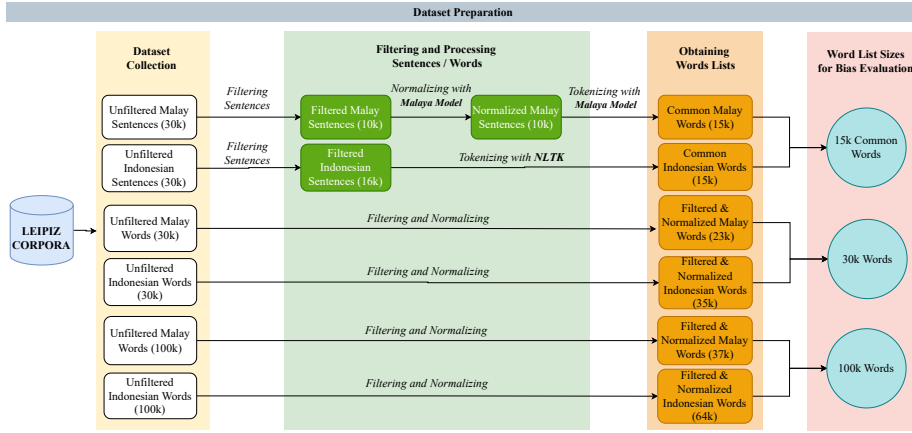 Dataset Preparation
Dataset
Collection
Filtering and Processing
Sentences / Words
Obtaining
Words Lists
Word List Sizes
for Bias Evaluation
LEIPIZ
CORPORA
Unfiltered Malay
Sentences (30k)
Filtering
Sentences
Filtered Malay
Sentences (10k)
Normalizing with
Malaya Model
Normalized Malay
Sentences (10k)
Tokenizing with
Malaya Model
Common Malay
Words (15k)
Unfiltered
Indonesian
Sentences (30k)
Filtering
Sentences
Filtered
Indonesian
Sentences (16k)
Tokenizing with NLTK
Common
Indonesian Words
(15k)
15k Common
Words
Unfiltered Malay
Words (30k)
Filtering and Normalizing
Filtered &
Normalized Malay
Words (23k)
Unfiltered
Indonesian Words
(30k)
Filtering and Normalizing
Filtered &
Normalized
Indonesian Words
(35k)
30k Words
Unfiltered Malay
Words (100k)
Filtering and Normalizing
Filtered &
Normalized Malay
Words (37k)
Unfiltered
Indonesian Words
(100k)
Filtering and Normalizing
Filtered &
Normalized
Indonesian Words
(64k)
100k Words